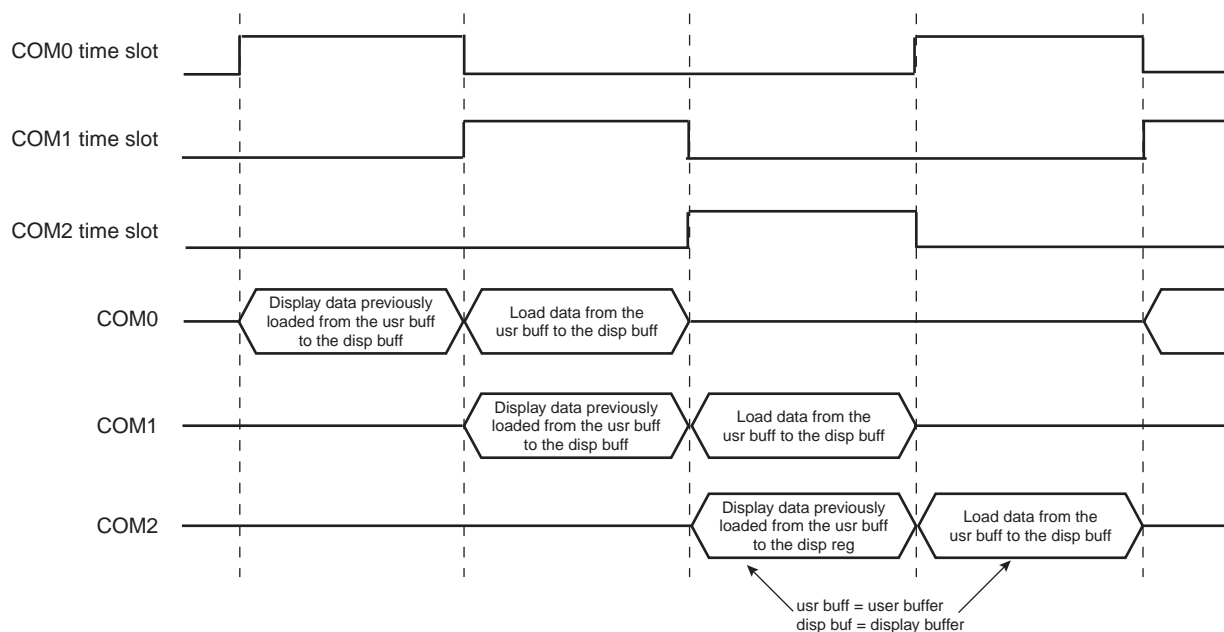 COM0 time slot
COM1 time slot
COM2 time slot
COM0
Display data previously
loaded from the usr buff
to the disp buff
Load data from the
usr buff to the disp buff
COM1
Display data previously
loaded from the usr buff
to the disp buff
Load data from the
usr buff to the disp buff
COM2
Display data previously
loaded from the usr buff
to the disp reg
Load data from the
usr buff to the disp buff
usr buff = user buffer
disp buf = display buffer